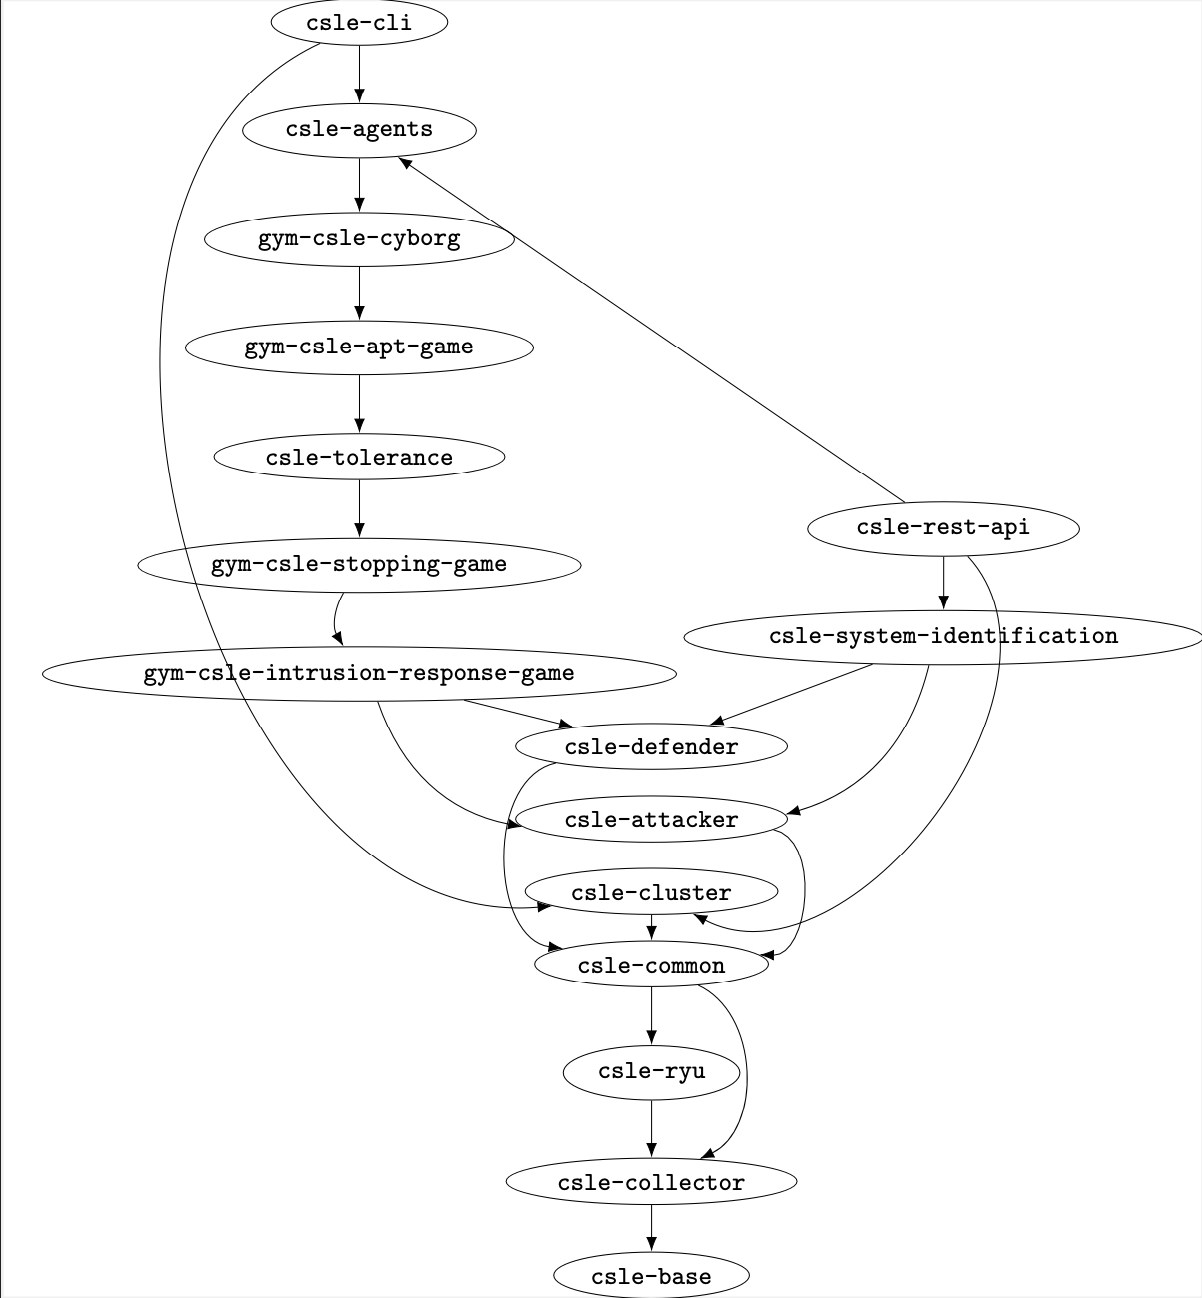 csle-cli
csle-agents
gym-csle-cyborg
gym-csle-apt-game
csle-tolerance
csle-rest-api
gym-csle-stopping-game
csle-system-identification
gym-csle-intrusion-response-game
csle-defender
csle-attacker
csle-cluster
csle-common
csle-ryu
csle-collector
csle-base